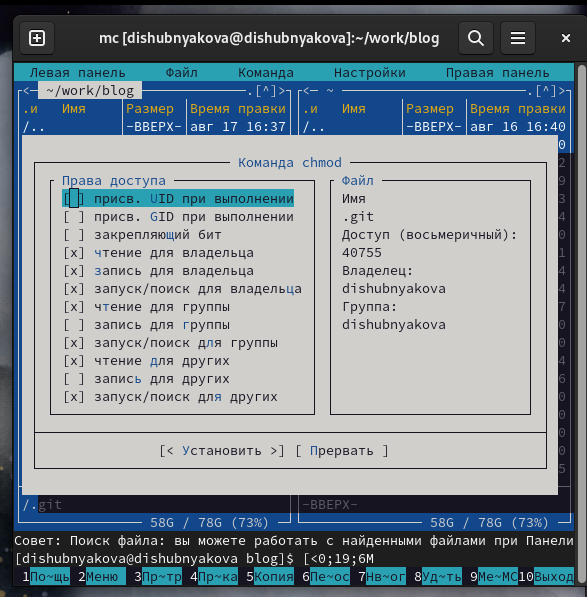 mc [dishubnyakova@dishubnyakova]:~/work/blog
Левая панель Файл Команда Настройки Правая панель
<— ~/work/blog .[^]> <— ~ .[^]>
.и Имя Размер Время правки .и Имя Размер Время правки
/.. -ВВЕРХ- авг 17 16:37 /.. -ВВЕРХ- авг 16 16:40
Команда chmod
Права доступа Файл
[ ] присв. UID при выполнении Имя
[ ] присв. GID при выполнении .git
[ ] закрепляющий бит Доступ (восьмеричный):
[x] чтение для владельца 40755
[x] запись для владельца Владелец:
[x] запуск/поиск для владельца dishubnyakova
[x] чтение для группы Группа:
[ ] запись для группы dishubnyakova
[x] запуск/поиск для группы
[x] чтение для других
[ ] запись для других
[x] запуск/поиск для других
[< Установить >] [ Прервать ]
/.git -ВВЕРХ-
58G / 78G (73%) 58G / 78G (73%)
Совет: Поиск файла: вы можете работать с найденными файлами при Панели
[dishubnyakova@dishubnyakova blog]$ [<0;19;6M
1По~щь 2Меню 3Пр~тр 4Пр~ка 5Копия 6Пе~ос 7Нв~ог 8Уд~ть 9Ме~MC 10Выход